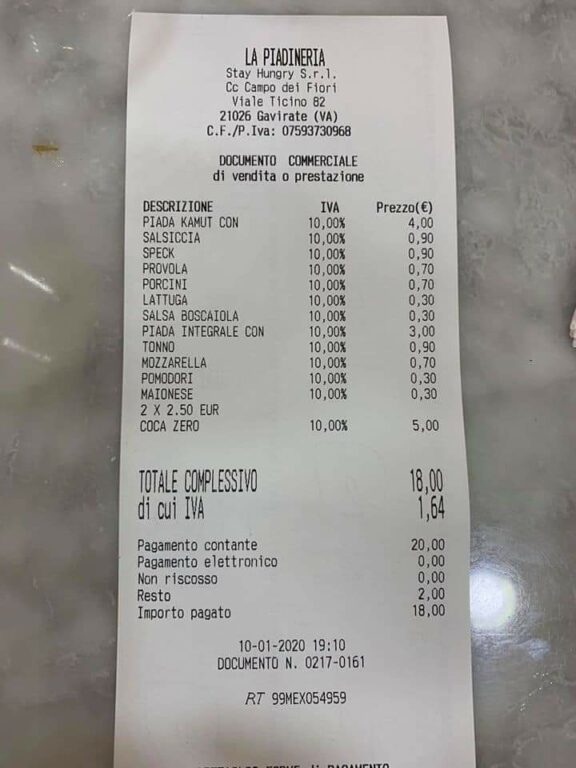 LA PIADINERIA
Stay Hungry S.r.l.
Cc Campo dei Fiori
Viale Ticino 82
21026 Gavirate (VA)
C.F./P.Iva: 07593730968
DOCUMENTO COMMERCIALE
di vendita o prestazione
DESCRIZIONE IVA Prezzo(€)
PIADA KAMUT CON 10,00% 4,00
SALSICCIA 10,00% 0,90
SPECK 10,00% 0,90
PROVOLA 10,00% 0,70
PORCINI 10,00% 0,70
LATTUGA 10,00% 0,30
SALSA BOSCAIOLA 10,00% 0,30
PIADA INTEGRALE CON 10,00% 3,00
TONNO 10,00% 0,90
MOZZARELLA 10,00% 0,70
POMODORI 10,00% 0,30
MAIONESE 10,00% 0,30
2 X 2.50 EUR
COCA ZERO 10,00% 5,00
TOTALE COMPLESSIVO 18,00
di cui IVA 1,64
Pagamento contante 20,00
Pagamento elettronico 0,00
Non riscosso 0,00
Resto 2,00
Importo pagato 18,00
10-01-2020 19:10
DOCUMENTO N. 0217-0161
RT 99MEX054959
di PAGAMENTO